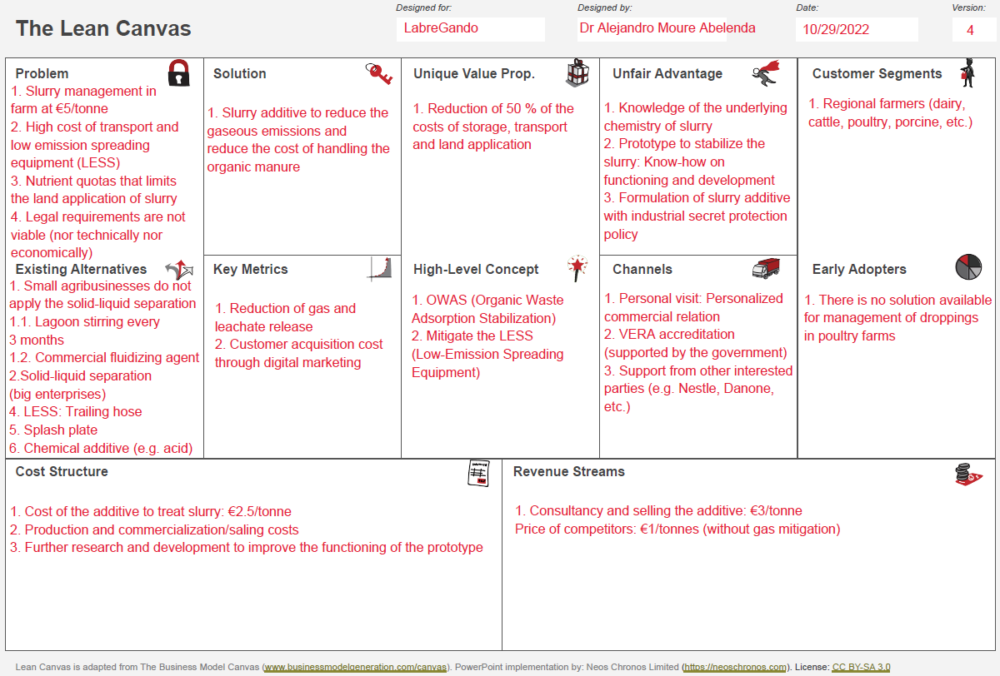 The Lean Canvas
Designed for:
LabreGando
Designed by:
Dr Alejandro Moure Abelenda
Date:
10/29/2022
Version:
4
Problem
1. Slurry management in
farm at €5/tonne
2. High cost of transport and
low emission spreading
equipment (LESS)
3. Nutrient quotas that limits
the land application of slurry
4. Legal requirements are not
viable (nor technically nor
economically)
Existing Alternatives
1. Small agribusinesses do not
apply the solid-liquid separation
1.1. Lagoon stirring every
3 months
1.2. Commercial fluidizing agent
2.Solid-liquid separation
(big enterprises)
4. LESS: Trailing hose
5. Splash plate
6. Chemical additive (e.g. acid)
Solution
1. Slurry additive to reduce the
gaseous emissions and
reduce the cost of handling the
organic manure
Key Metrics
1. Reduction of gas and
leachate release
2. Customer acquisition cost
through digital marketing
Unique Value Prop.
1. Reduction of 50 % of the
costs of storage, transport
and land application
High-Level Concept
1. OWAS (Organic Waste
Adsorption Stabilization)
2. Mitigate the LESS
(Low-Emission Spreading
Equipment)
Unfair Advantage
1. Knowledge of the underlying
chemistry of slurry
2. Prototype to stabilize the
slurry: Know-how on
functioning and development
3. Formulation of slurry additive
with industrial secret protection
policy
Channels
1. Personal visit: Personalized
commercial relation
2. VERA accreditation
(supported by the government)
3. Support from other interested
parties (e.g. Nestle, Danone,
etc.)
Customer Segments
1. Regional farmers (dairy,
cattle, poultry, porcine, etc.)
Early Adopters
1. There is no solution available
for management of droppings
in poultry farms
Cost Structure
1. Cost of the additive to treat slurry: €2.5/tonne
2. Production and commercialization/saling costs
3. Further research and development to improve the functioning of the prototype
Revenue Streams
1. Consultancy and selling the additive: €3/tonne
Price of competitors: €1/tonnes (without gas mitigation)
Lean Canvas is adapted from The Business Model Canvas (www.businessmodelgeneration.com/canvas). PowerPoint implementation by: Neos Chronos Limited (https://neoschronos.com). License: CC BY-SA 3.0